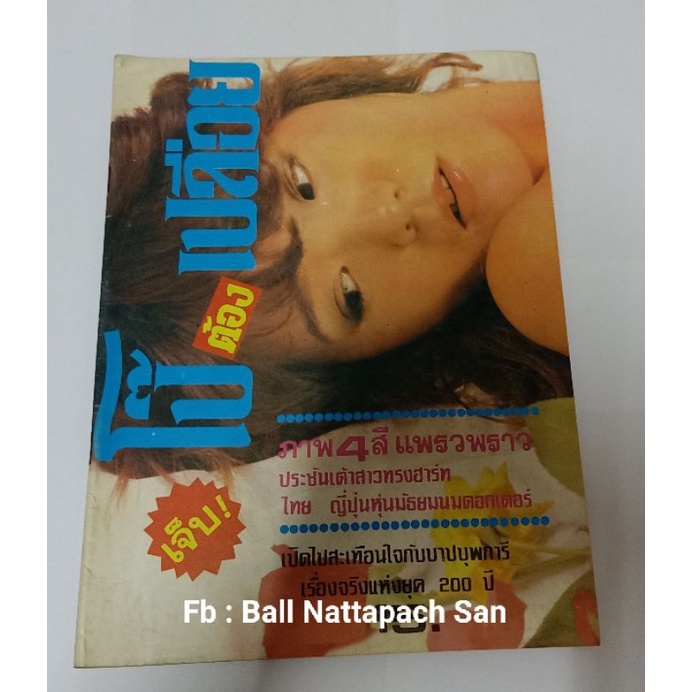 โป๊
ต้อง
เปลือย
เจ็บ!
ภาพ 4 สี แพรวพราว
ประชันเต้าสาวทรงฮาร์ท
ไทย ญี่ปุ่นหุ่นมัธยมนมดอกเตอร์
เปิดใปสะเทือนใจกับบาปบุพการี
เรื่องจริงแห่งยุค 200 ปี
Fb : Ball Nattapach San